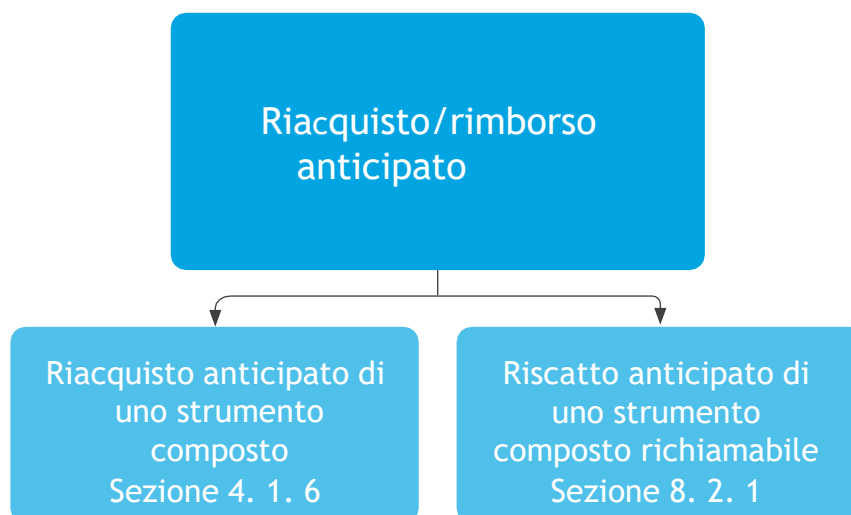 Riacquisto/rimborso
anticipato
Riacquisto anticipato di
uno strumento
composto
Sezione 4. 1. 6
Riscatto anticipato di
uno strumento
composto richiamabile
Sezione 8. 2. 1